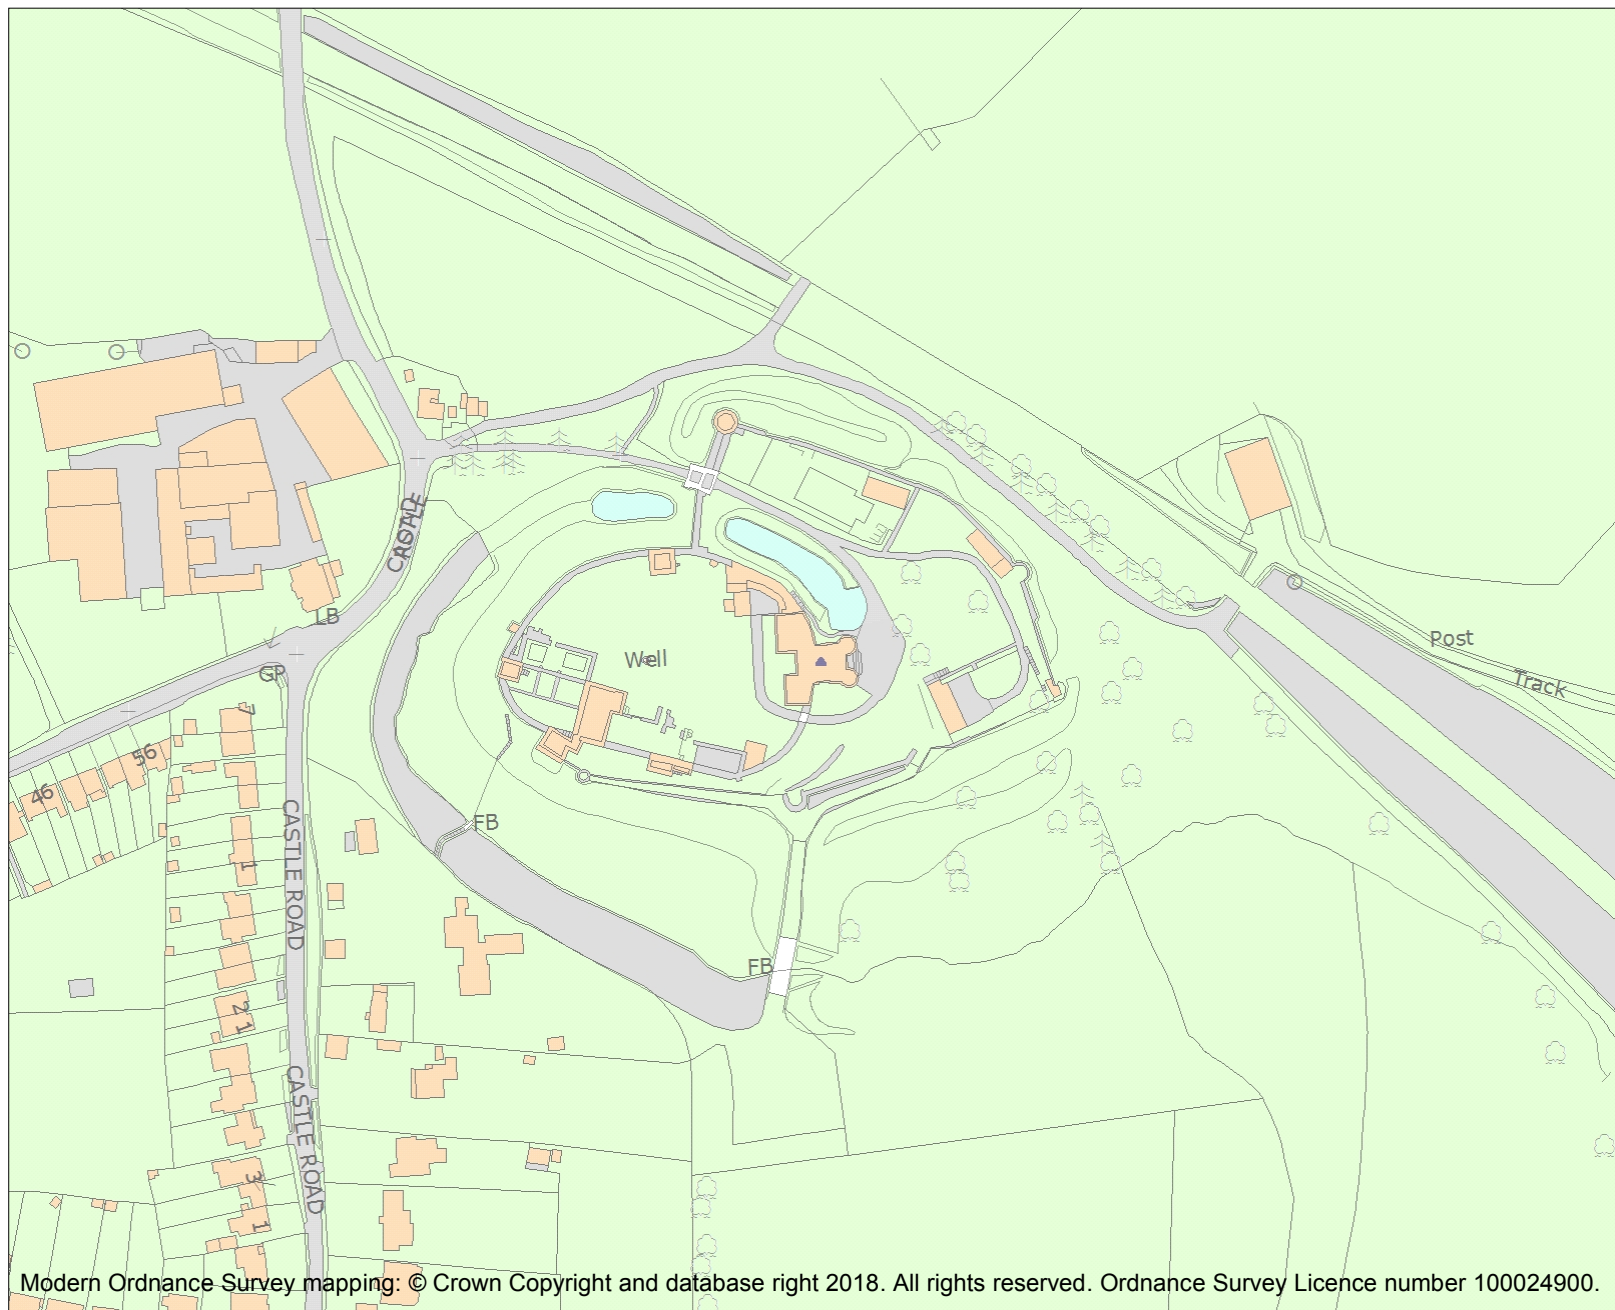 CASTLE
ROAD
LB
GP
Well
Post
Track
7
56
46
FB
CASTLE ROAD
1
FB
21
CASTLE ROAD
3
1
Modern Ordnance Survey mapping: © Crown Copyright and database right 2018. All rights reserved. Ordnance Survey Licence number 100024900.